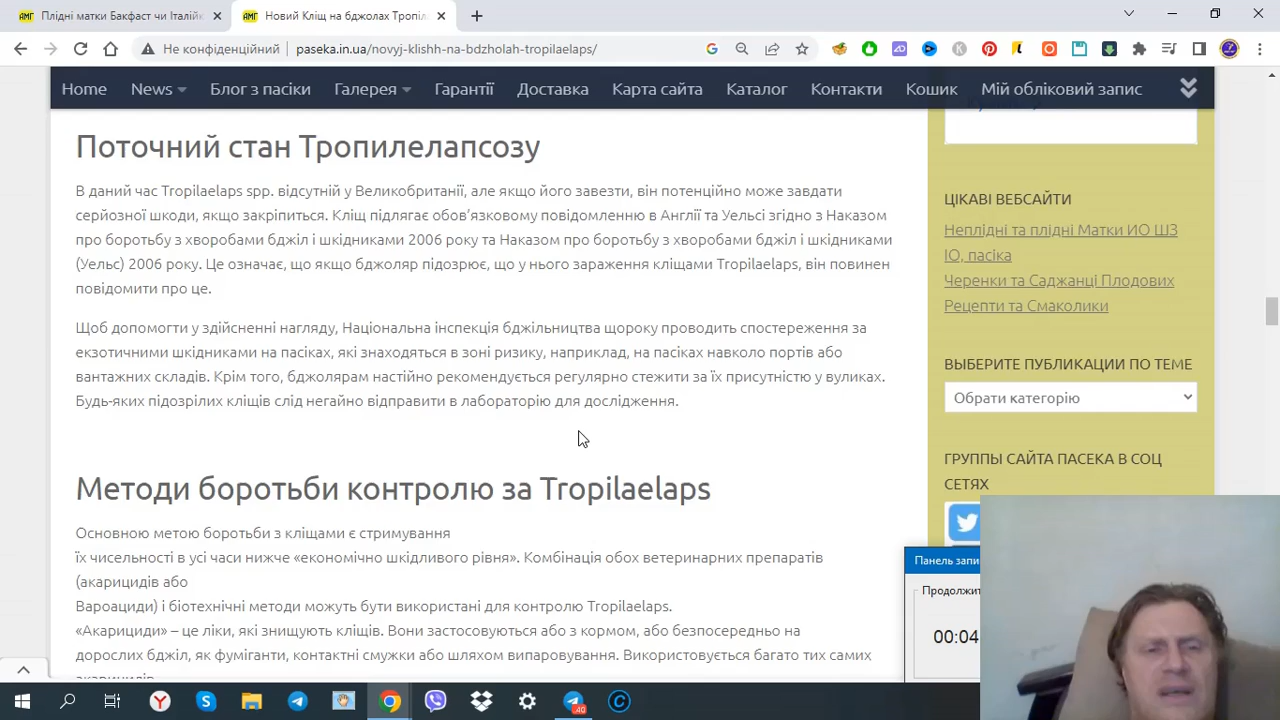 Плідні матки Бакфаст чи Італійк
Новий Кліщ на бджолах Тропіл
Не конфіденційний
paseka.in.ua/novyj-klishh-na-bdzholah-tropilaelaps/
Home
News
Блог з пасіки
Галерея
Гарантії
Доставка
Карта сайта
Каталог
Контакти
Кошик
Мій обліковий запис
Поточний стан Тропилелапсозу
В даний час Tropilaelaps spp. відсутній у Великобританії, але якщо його завезти, він потенційно може завдати
серйозної шкоди, якщо закріпиться. Кліщ підлягає обов’язковому повідомленню в Англії та Уельсі згідно з Наказом
про боротьбу з хворобами бджіл і шкідниками 2006 року та Наказом про боротьбу з хворобами бджіл і шкідниками
(Уельс) 2006 року. Це означає, що якщо бджоляр підозрює, що у нього зараження кліщами Tropilaelaps, він повинен
повідомити про це.
Щоб допомогти у здійсненні нагляду, Національна інспекція бджільництва щороку проводить спостереження за
екзотичними шкідниками на пасіках, які знаходяться в зоні ризику, наприклад, на пасіках навколо портів або
вантажних складів. Крім того, бджолярам настійно рекомендується регулярно стежити за їх присутністю у вуликах.
Будь-яких підозрілих кліщів слід негайно відправити в лабораторію для дослідження.
Методи боротьби контролю за Tropilaelaps
Основною метою боротьби з кліщами є стримування
їх чисельності в усі часи нижче «економічно шкідливого рівня». Комбінація обох ветеринарних препаратів
(акарицидів або
Вароациди) і біотехнічні методи можуть бути використані для контролю Tropilaelaps.
«Акарициди» – це ліки, які знищують кліщів. Вони застосовуються або з кормом, або безпосередньо на
дорослих бджіл, як фуміганти, контактні смужки або шляхом випаровування. Використовується багато тих самих
ЦІКАВІ ВЕБСАЙТИ
Неплідні та плідні Матки ИО ШЗ
ІО, пасіка
Черенки та Саджанці Плодових
Рецепти та Смаколики
ВЫБЕРИТЕ ПУБЛИКАЦИИ ПО ТЕМЕ
Обрати категорію
ГРУППЫ САЙТА ПАСЕКА В СОЦ
СЕТЯХ
Панель запи
Продолжит
00:04
40